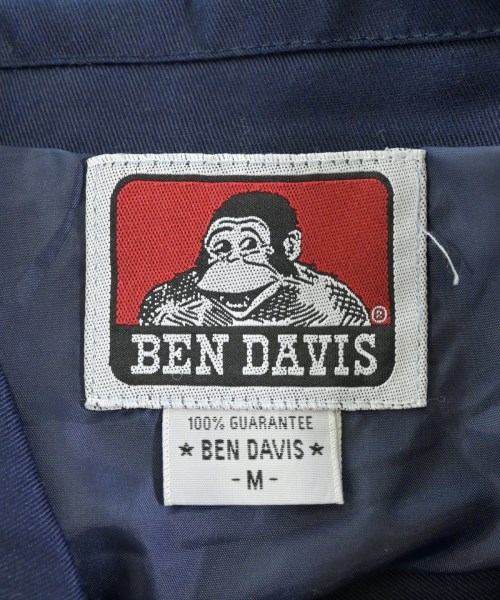 ®
BEN DAVIS
100% GUARANTEE
★ BEN DAVIS ★
- M -